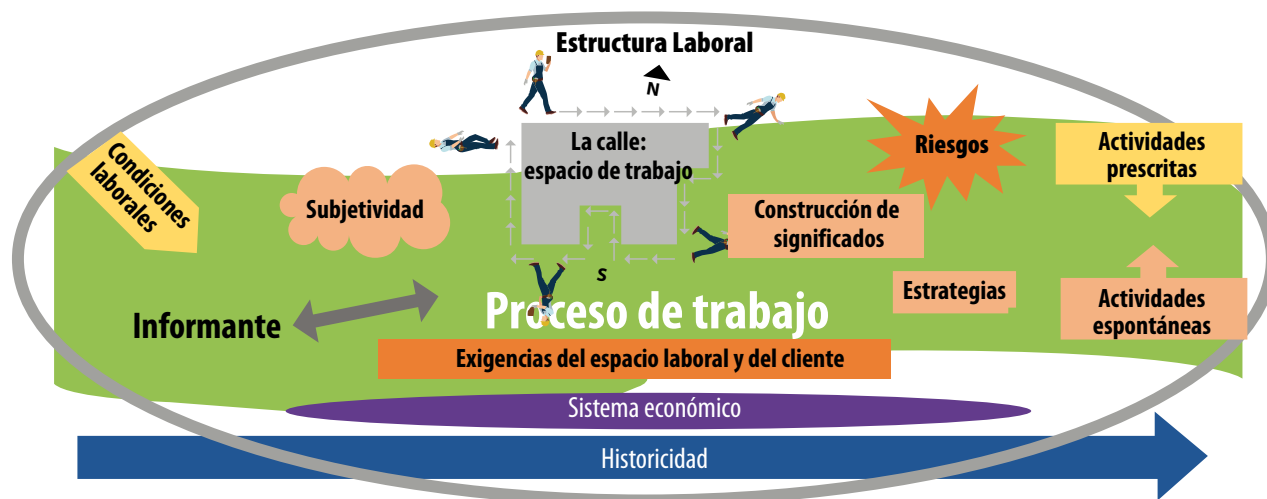 Estructura Laboral
N
La calle:
espacio de trabajo
Condiciones
laborales
Subjetividad
Riesgos
Actividades
prescritas
Construcción de
significados
S
Estrategias
Actividades
espontáneas
Informante
Proceso de trabajo
Exigencias del espacio laboral y del cliente
Sistema económico
Historicidad